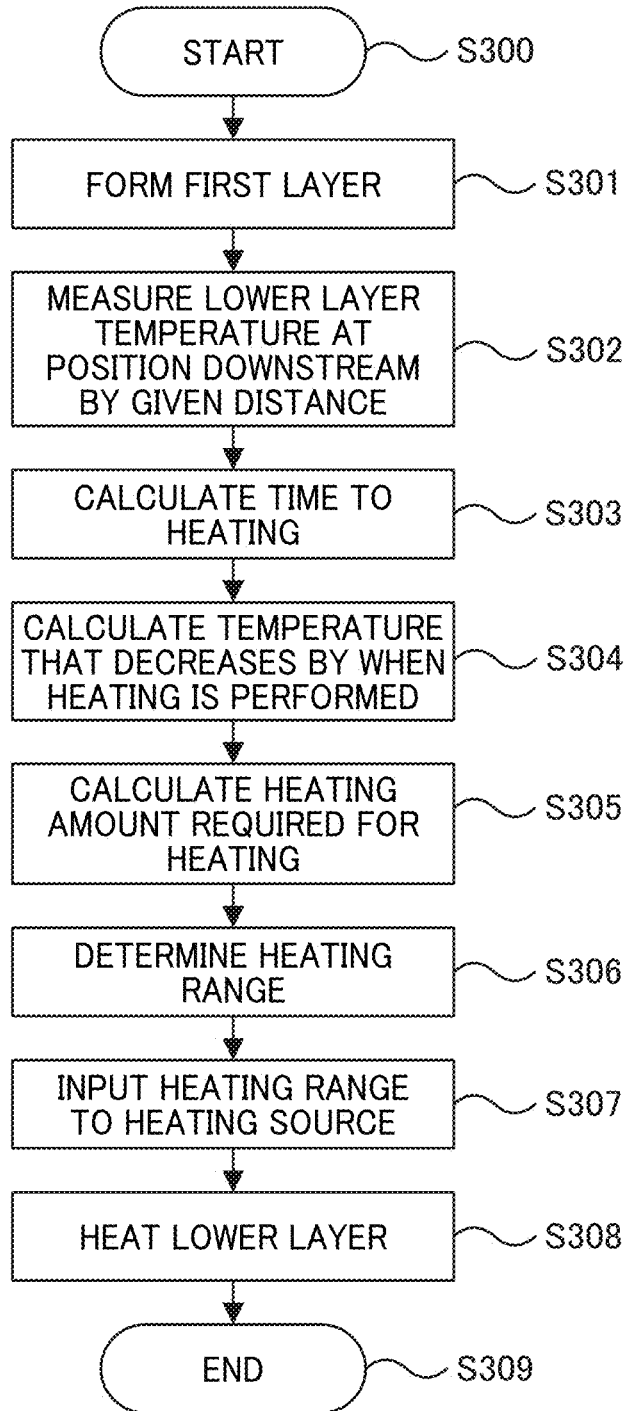 START
S300
FORM FIRST LAYER
S301
MEASURE LOWER LAYER
TEMPERATURE AT
POSITION DOWNSTREAM
BY GIVEN DISTANCE
S302
CALCULATE TIME TO
HEATING
S303
CALCULATE TEMPERATURE
THAT DECREASES BY WHEN
HEATING IS PERFORMED
S304
CALCULATE HEATING
AMOUNT REQUIRED FOR
HEATING
S305
DETERMINE HEATING
RANGE
S306
INPUT HEATING RANGE
TO HEATING SOURCE
S307
HEAT LOWER LAYER
S308
END
S309